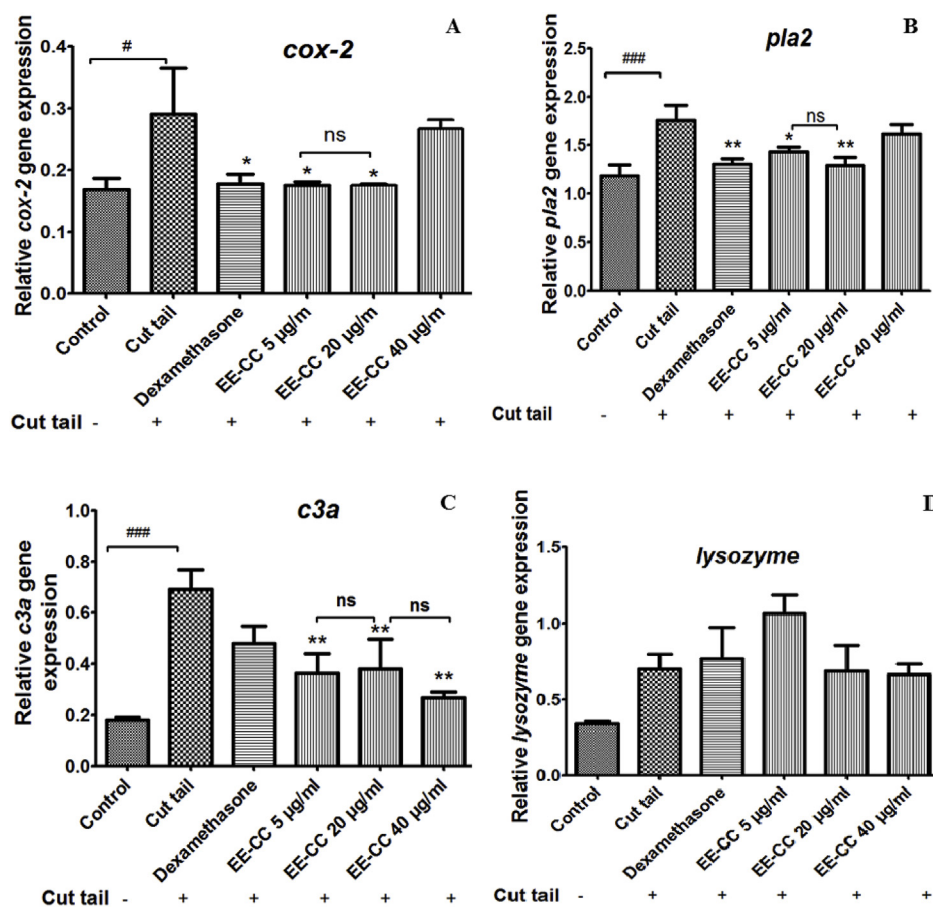 A
cox-2
Relative cox-2 gene expression
0.4
0.3
0.2
0.1
0.0
#
*
*
ns
*
Control
Cut tail
Dexamethasone
EE-CC 5 µg/m
EE-CC 20 µg/m
EE-CC 40 µg/ml
Cut tail - + + + + +
B
pla2
Relative pla2 gene expression
2.5
2.0
1.5
1.0
0.5
0.0
###
**
*
ns
**
Control
Cut tail
Dexamethasone
EE-CC 5 µg/ml
EE-CC 20 µg/ml
EE-CC 40 µg/ml
Cut tail - + + + + +
C
c3a
Relative c3a gene
expression
1.0
0.8
0.6
0.4
0.2
0.0
###
ns
ns
**
**
**
Control
Cut tail
Dexamethasone
EE-CC 5 µg/ml
EE-CC 20 µg/ml
EE-CC 40 µg/ml
Cut tail - + + + + +
lysozyme
Relative lysozyme gene expression
1.5
1.0
0.5
0.0
Control
Cut tail
Dexamethasone
EE-CC 5 µg/ml
EE-CC 20 µg/ml
EE-CC 40 µg/ml
Cut tail - + + + + +